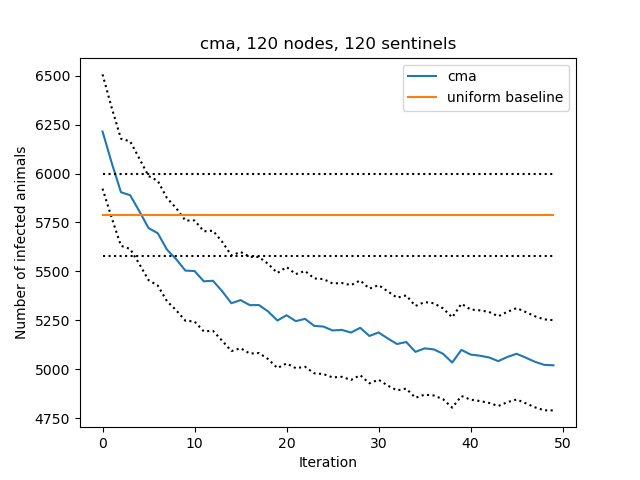 cma, 120 nodes, 120 sentinels
cma
uniform baseline
6500
6250
6000
5750
5500
5250
5000
4750
Number of infected animals
0 10 20 30 40 50
Iteration